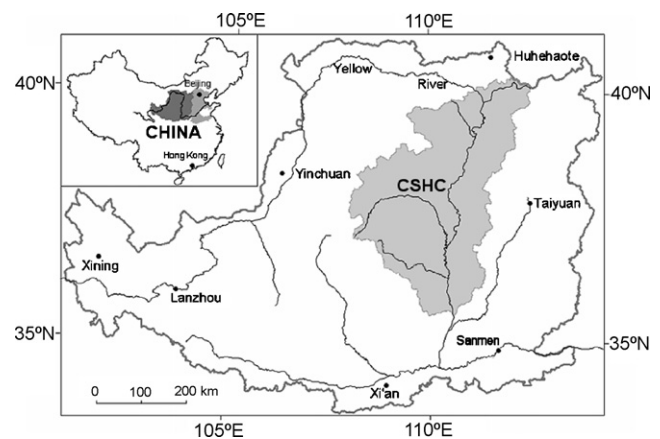 105ºE
110ºE
40ºN
40ºN
Huhehaote
Yellow
River
Beijing
CHINA
Hong Kong
Yinchuan
CSHC
Taiyuan
Xining
Lanzhou
35ºN
35ºN
Sanmen
0 100 200 km
Xi'an
105ºE
110ºE